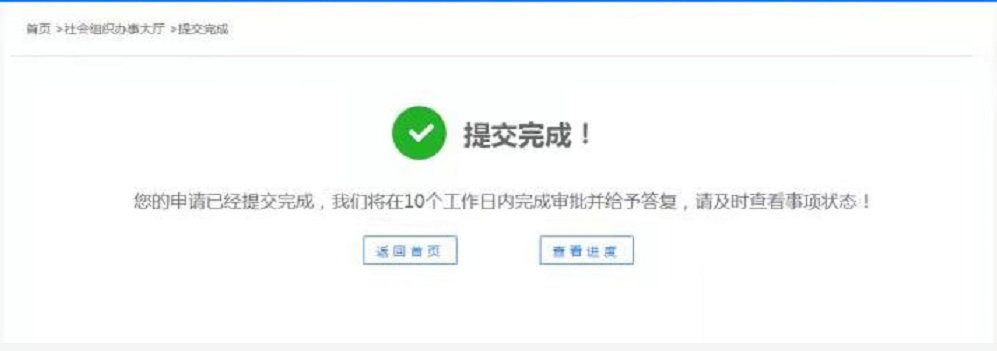 首页 >社会组织办事大厅 >提交完成
提交完成！
您的申请已经提交完成，我们将在10个工作日内完成审批并给予答复，请及时查看事项状态！
返回首页 查看进度